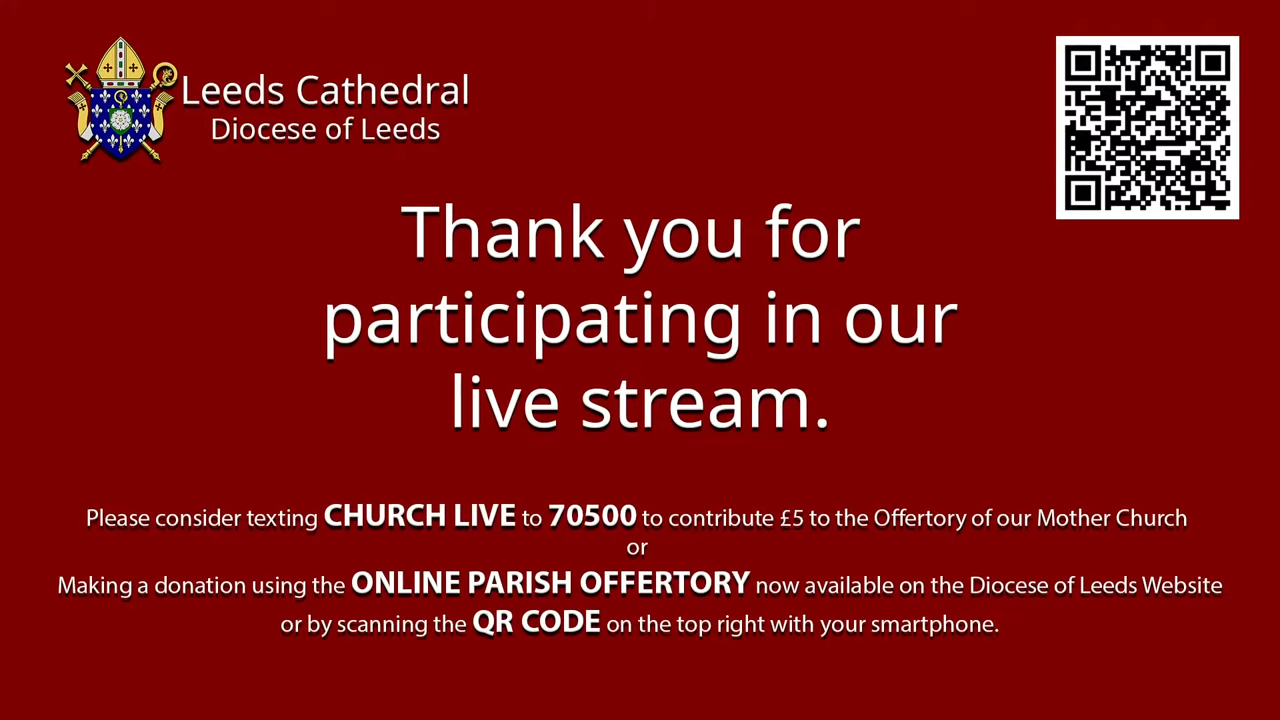 Leeds Cathedral
Diocese of Leeds
Thank you for
participating in our
live stream.
Please consider texting CHURCH LIVE to 70500 to contribute £5 to the Offertory of our Mother Church
or
Making a donation using the ONLINE PARISH OFFERTORY now available on the Diocese of Leeds Website
or by scanning the QR CODE on the top right with your smartphone.